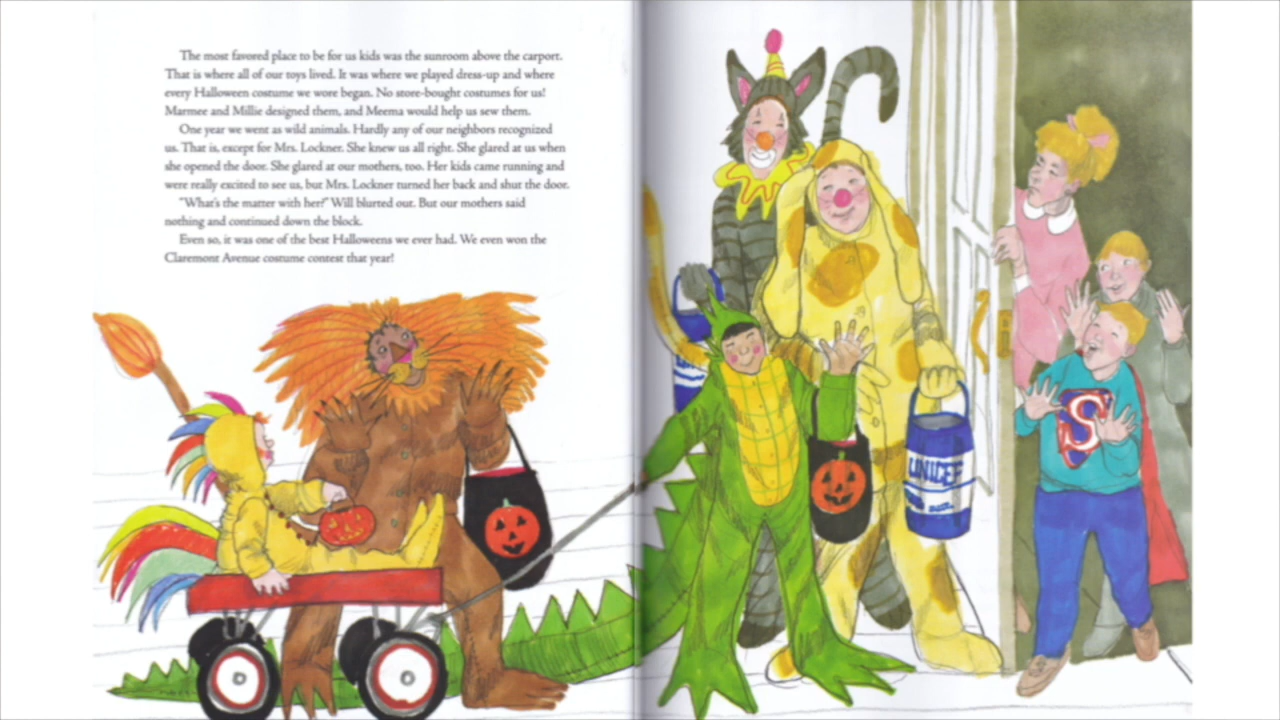 The most favored place to be for us kids was the sunroom above the carport.
That is where all of our toys lived. It was where we played dress-up and where
every Halloween costume we wore began. No store-bought costumes for us!
Marmee and Millie designed them, and Meema would help us sew them.
One year we went as wild animals. Hardly any of our neighbors recognized
us. That is, except for Mrs. Lockner. She knew us all right. She glared at us when
she opened the door. She glared at our mothers, too. Her kids came running and
were really excited to see us, but Mrs. Lockner turned her back and shut the door.
"What's the matter with her?" Will blurted out. But our mothers said
nothing and continued down the block.
Even so, it was one of the best Halloweens we ever had. We even won the
Claremont Avenue costume contest that year!
UNICEF
S